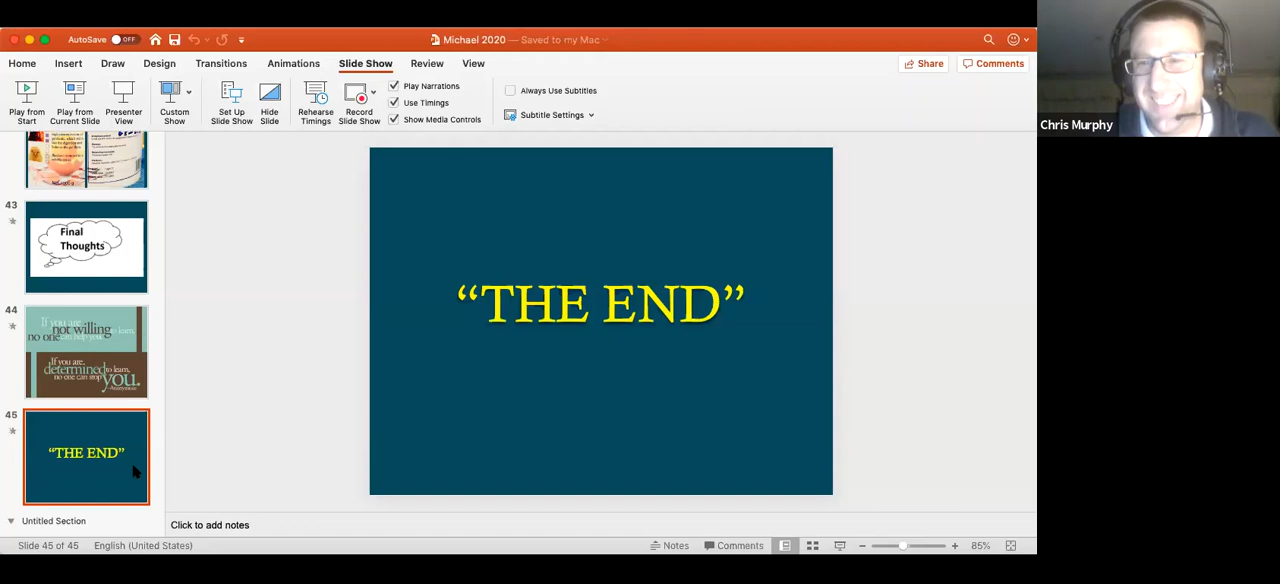 AutoSave OFF
Michael 2020 — Saved to my Mac
Home Insert Draw Design Transitions Animations Slide Show Review View Share Comments
Play from Start
Play from Current Slide
Presenter View
Custom Show
Set Up Slide Show
Hide Slide
Rehearse Timings
Record Slide Show
Play Narrations
Use Timings
Show Media Controls
Always Use Subtitles
Subtitle Settings
Chris Murphy
43
Final
Thoughts
44
If you are,
not willing to learn,
no one can help you.
If you are,
determined to learn,
no one can stop
you.
45
“THE END”
Untitled Section
“THE END”
Click to add notes
Slide 45 of 45 English (United States) Notes Comments 85%